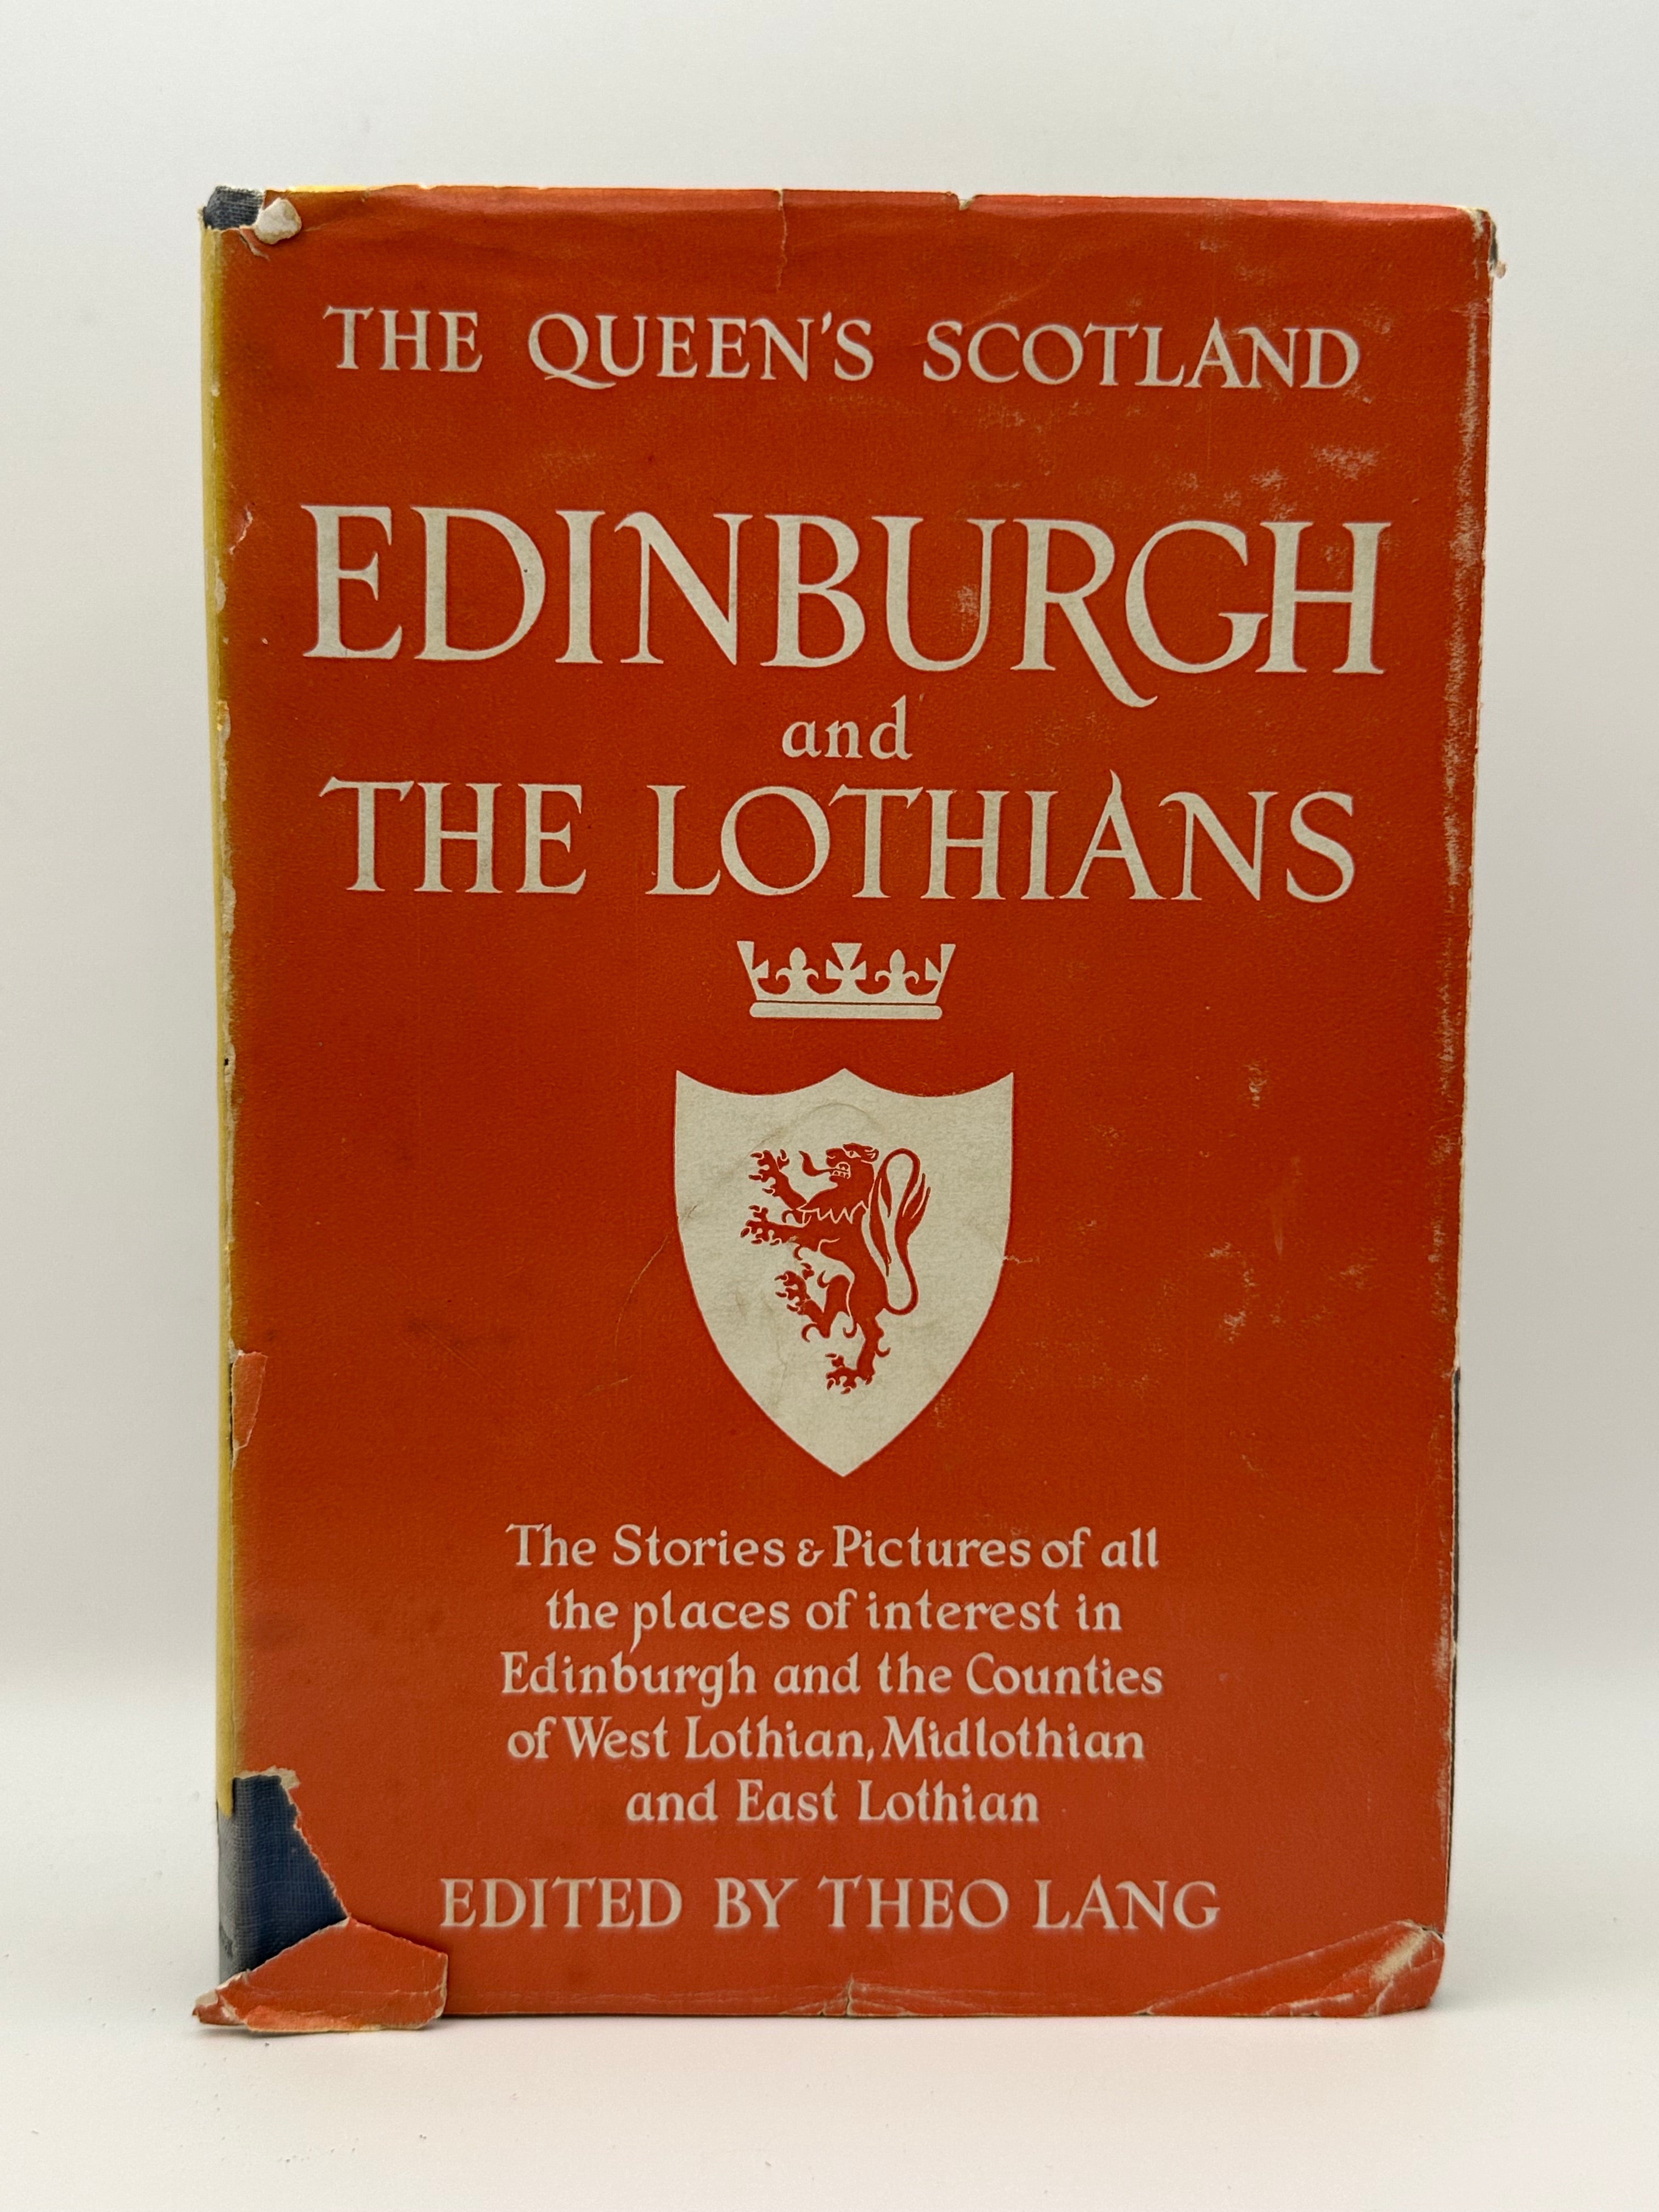 THE QUEEN'S SCOTLAND
EDINBURGH
and
THE LOTHIANS
The Stories & Pictures of all
the places of interest in
Edinburgh and the Counties
of West Lothian, Midlothian
and East Lothian
EDITED BY THEO LANG